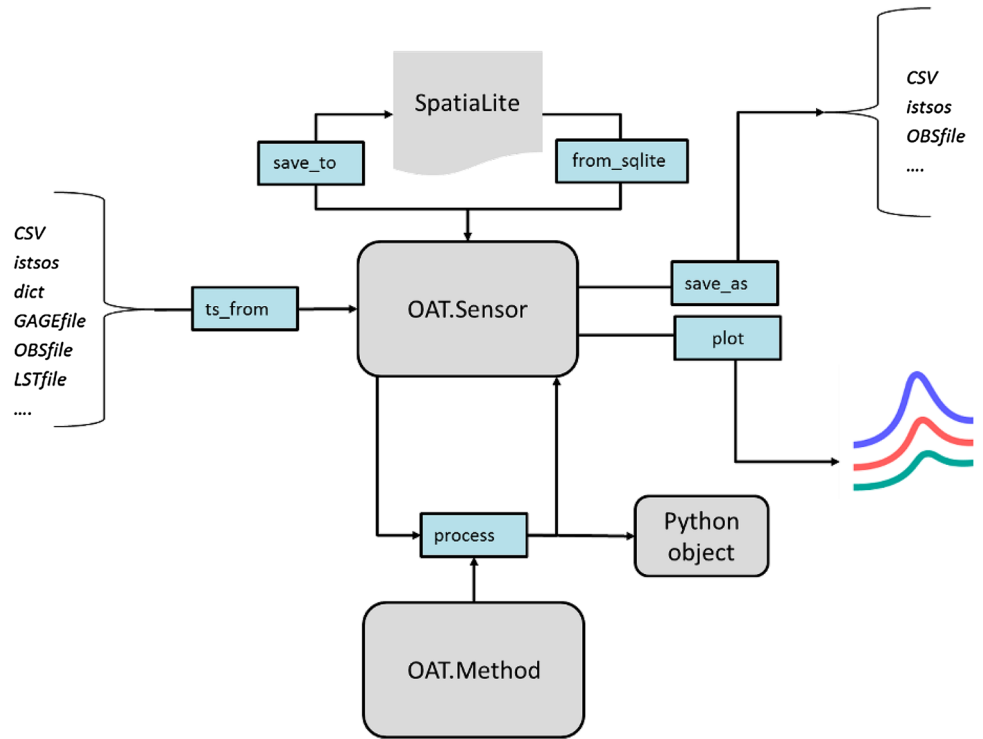 SpatiaLite
save_to
from_sqlite
CSV
istsos
OBSfile
....
CSV
istsos
dict
GAGEfile
OBSfile
LSTfile
....
ts_from
OAT.Sensor
save_as
plot
process
Python
object
OAT.Method